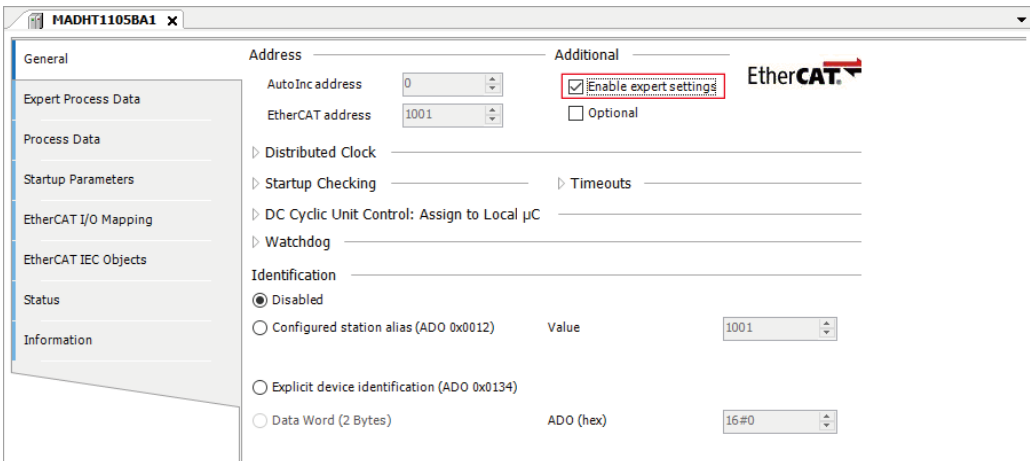 MADHT1105BA1 X
General
Expert Process Data
Process Data
Startup Parameters
EtherCAT I/O Mapping
EtherCAT IEC Objects
Status
Information
Address
AutoInc address 0
EtherCAT address 1001
Additional
Enable expert settings
Optional
EtherCAT.
Distributed Clock
Startup Checking
Timeouts
DC Cyclic Unit Control: Assign to Local µC
Watchdog
Identification
Disabled
Configured station alias (ADO 0x0012) Value 1001
Explicit device identification (ADO 0x0134)
Data Word (2 Bytes) ADO (hex) 16#0